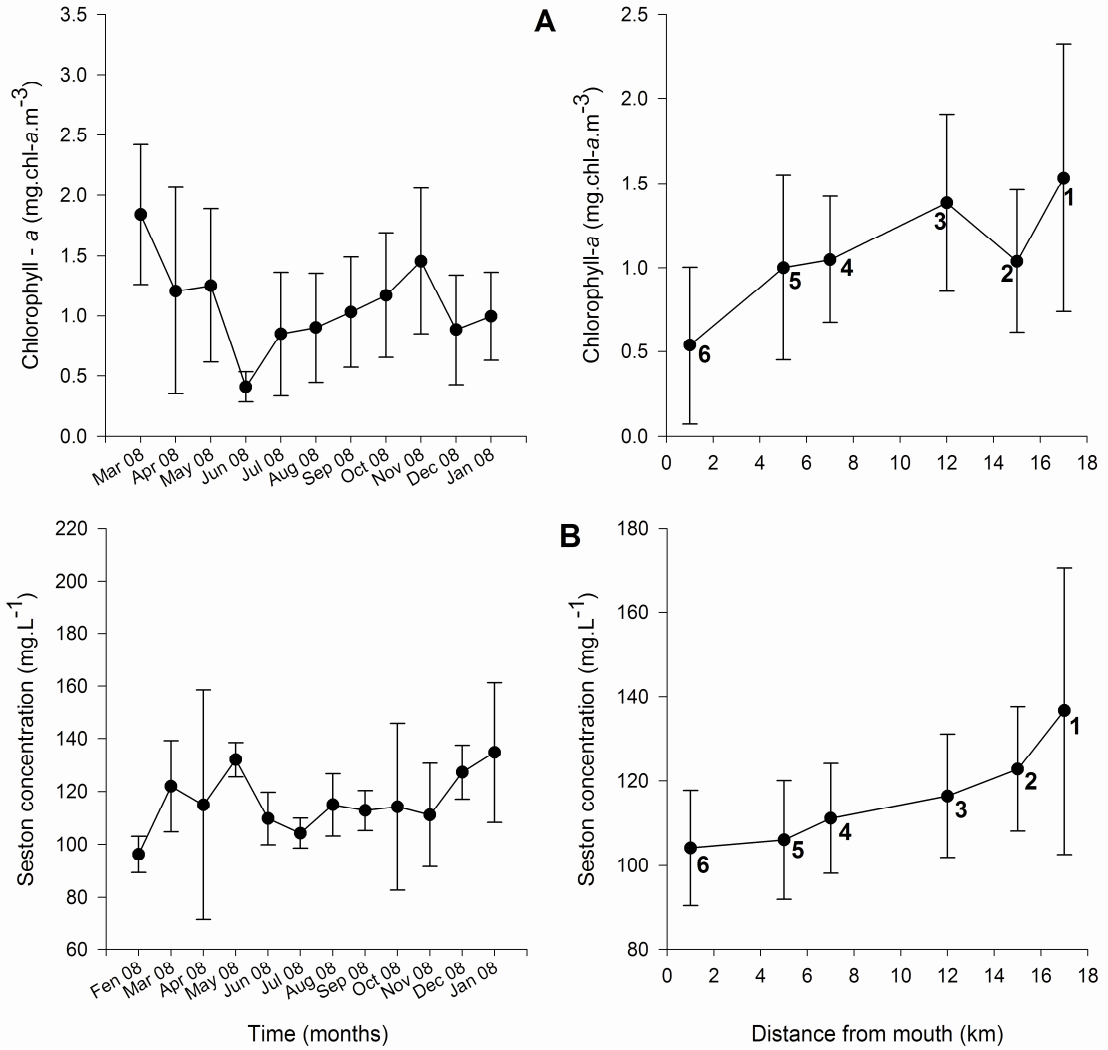 A
Chlorophyll - a (mg.chl-a.m-3)
3.5
3.0
2.5
2.0
1.5
1.0
0.5
0.0
Mar 08 Apr 08 May 08 Jun 08 Jul 08 Aug 08 Sep 08 Oct 08 Nov 08 Dec 08 Jan 08
Chlorophyll-a (mg.chl-a.m-3)
2.5
2.0
1.5
1.0
0.5
0.0
6 5 4 3 2 1
0 2 4 6 8 10 12 14 16 18
B
Seston concentration (mg.L-1)
220
200
180
160
140
120
100
80
60
Fen 08 Mar 08 Apr 08 May 08 Jun 08 Jul 08 Aug 08 Sep 08 Oct 08 Nov 08 Dec 08 Jan 08
Time (months)
Seston concentration (mg.L-1)
180
160
140
120
100
80
6 5 4 3 2 1
0 2 4 6 8 10 12 14 16 18
Distance from mouth (km)